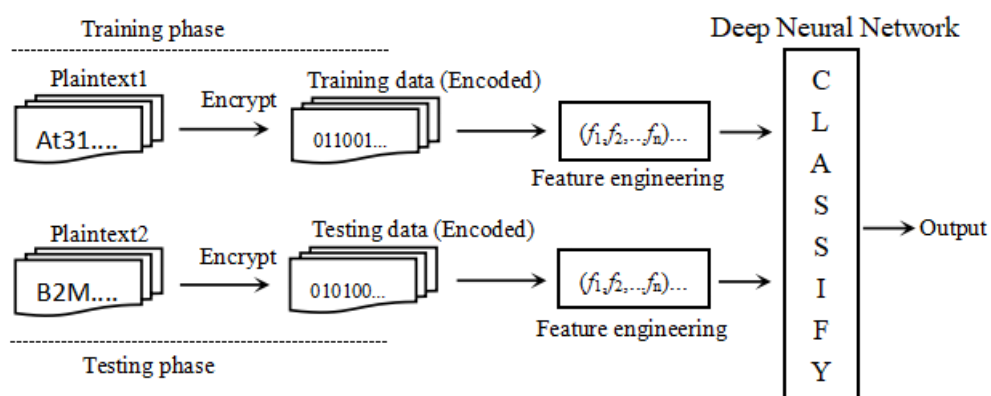 Training phase
Deep Neural Network
Plaintext1
Encrypt
Training data (Encoded)
At31....
011001...
(f1,f2,..,fn)...
Feature engineering
Plaintext2
Encrypt
Testing data (Encoded)
B2M....
010100...
(f1,f2,..,fn)...
Feature engineering
Testing phase
C
L
A
S
S
I
F
Y
Output